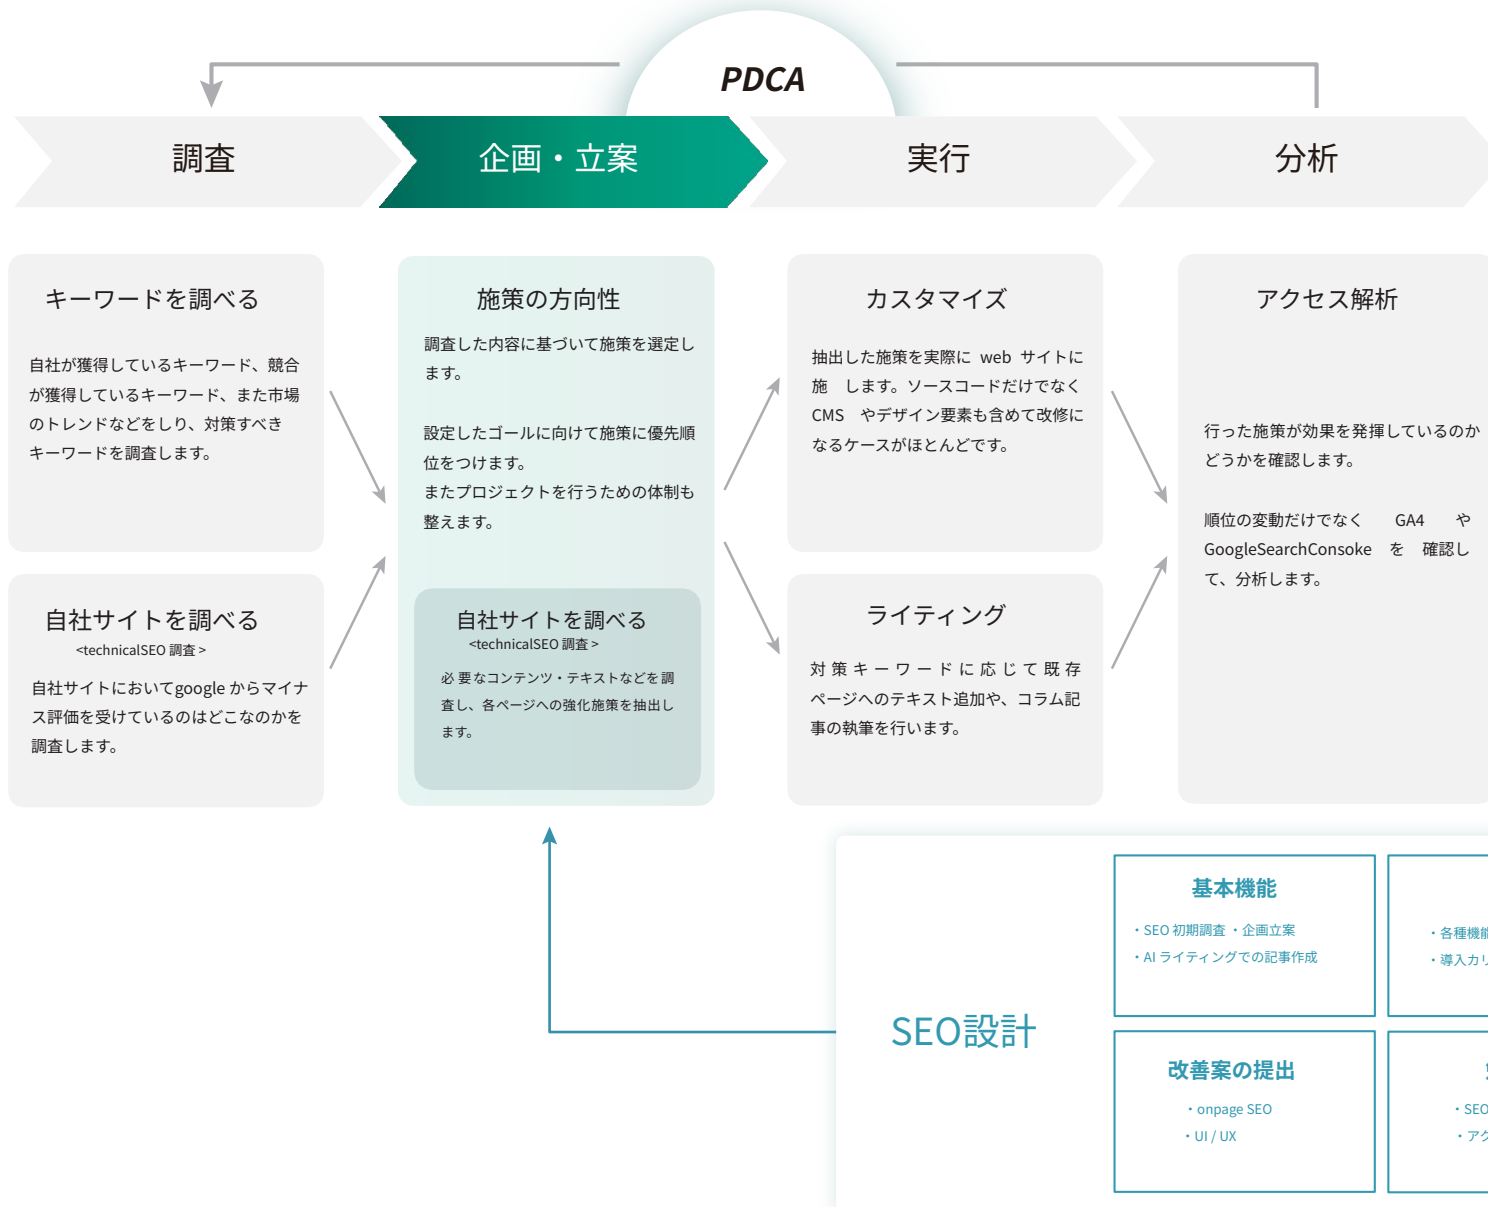 PDCA
調査
企画・立案
実行
分析
キーワードを調べる
自社が獲得しているキーワード、競合
が獲得しているキーワード、また市場
のトレンドなどをしり、対策すべき
キーワードを調査します。
自社サイトを調べる
<technicalSEO 調査 >
自社サイトにおいてgoogle からマイナ
ス評価を受けているのはどこなのかを
調査します。
施策の方向性
調査した内容に基づいて施策を選定し
ます。
設定したゴールに向けて施策に優先順
位をつけます。
またプロジェクトを行うための体制も
整えます。
自社サイトを調べる
<technicalSEO 調査 >
必 要なコンテンツ・テキストなどを調
査し、各ページへの強化施策を抽出し
ます。
カスタマイズ
抽出した施策を実際に web サイトに
施 します。ソースコードだけでなく
CMS やデザイン要素も含めて改修に
なるケースがほとんどです。
ライティング
対 策 キ ー ワ ー ド に 応 じ て 既 存
ページへのテキスト追加や、コラム記
事の執筆を行います。
アクセス解析
行った施策が効果を発揮しているのか
どうかを確認します。
順位の変動だけでなく GA4 や
GoogleSearchConsoke を 確認し
て、分析します。
SEO設計
基本機能
・SEO 初期調査 ・企画立案
・AI ライティングでの記事作成
・各種機能
・導入カリ
改善案の提出
・onpage SEO
・UI / UX
・SEO
・アク